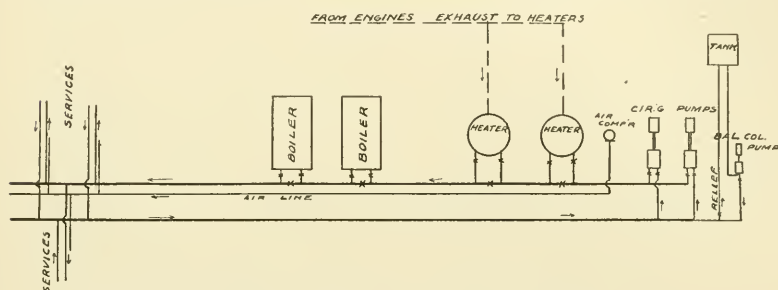 FROM ENGINES EXHAUST TO HEATERS
TANK
SERVICES
BOILER
BOILER
HEATER
HEATER
AIR
COMP'R
CIR'G PUMPS
BAL COL.
PUMP
AIR LINE
RELIEF
SERVICES